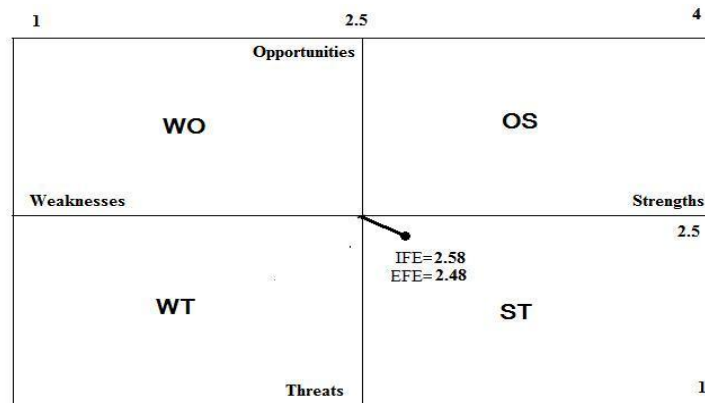 1 2.5 4
Opportunities
WO OS
Weaknesses Strengths
2.5
IFE=2.58
EFE=2.48
WT ST
Threats 1